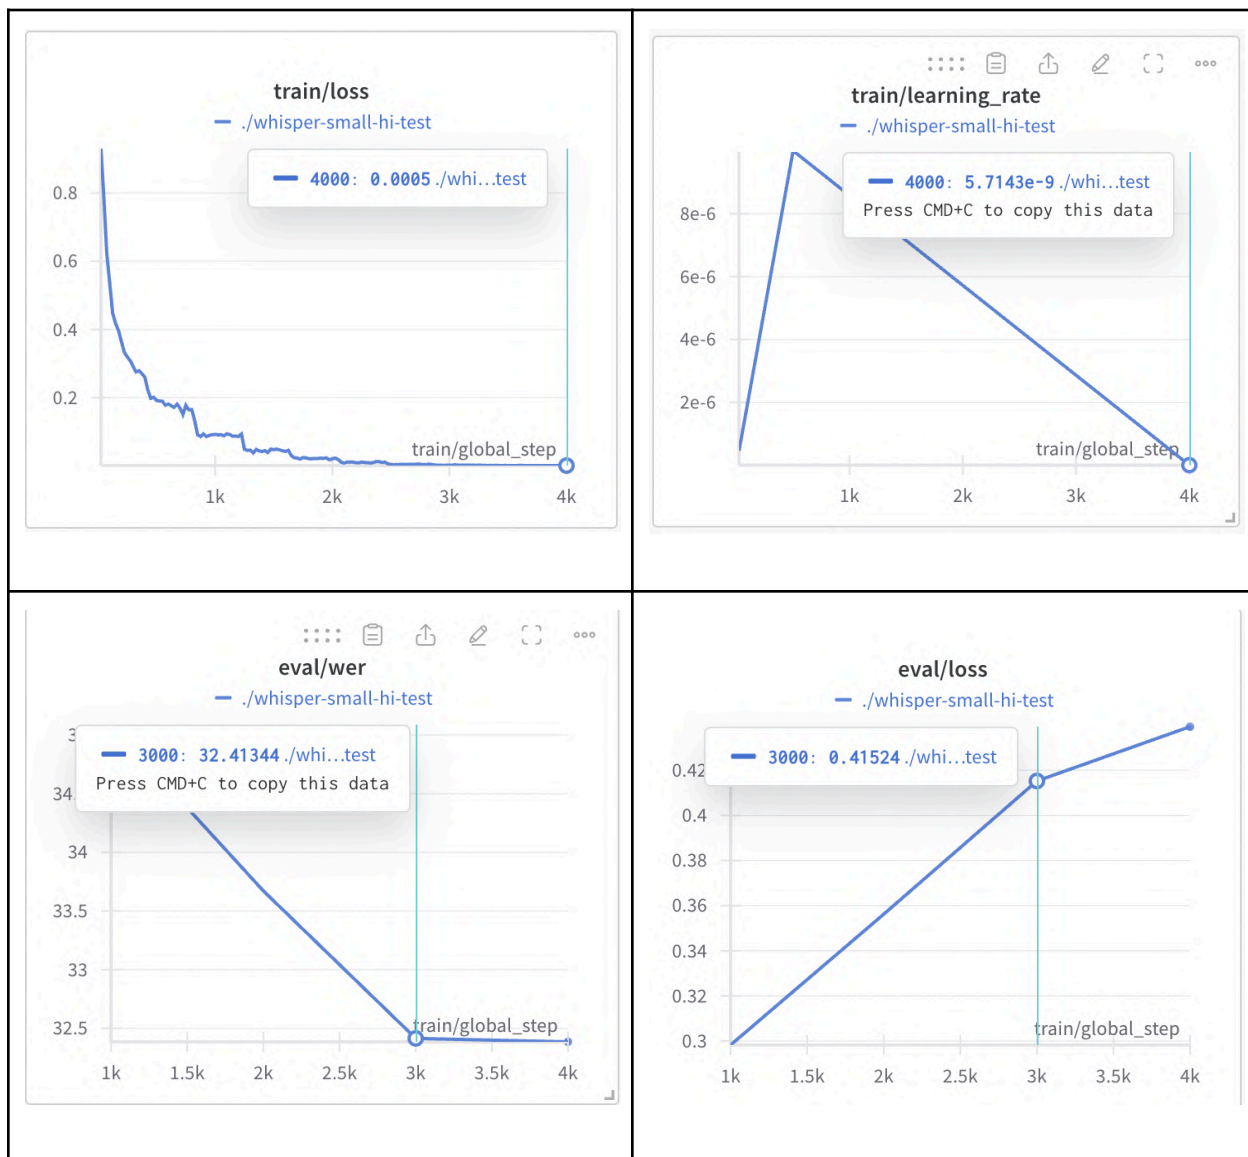 train/loss
./whisper-small-hi-test
4000: 0.0005 ./whi...test
0.8
0.6
0.4
0.2
train/global_step
1k 2k 3k 4k
train/learning_rate
./whisper-small-hi-test
4000: 5.7143e-9 ./whi...test
Press CMD+C to copy this data
8e-6
6e-6
4e-6
2e-6
train/global_step
1k 2k 3k 4k
eval/wer
./whisper-small-hi-test
3000: 32.41344 ./whi...test
Press CMD+C to copy this data
34
33.5
33
32.5
train/global_step
1k 1.5k 2k 2.5k 3k 3.5k 4k
eval/loss
./whisper-small-hi-test
3000: 0.41524 ./whi...test
0.42
0.4
0.38
0.36
0.34
0.32
0.3
train/global_step
1k 1.5k 2k 2.5k 3k 3.5k 4k